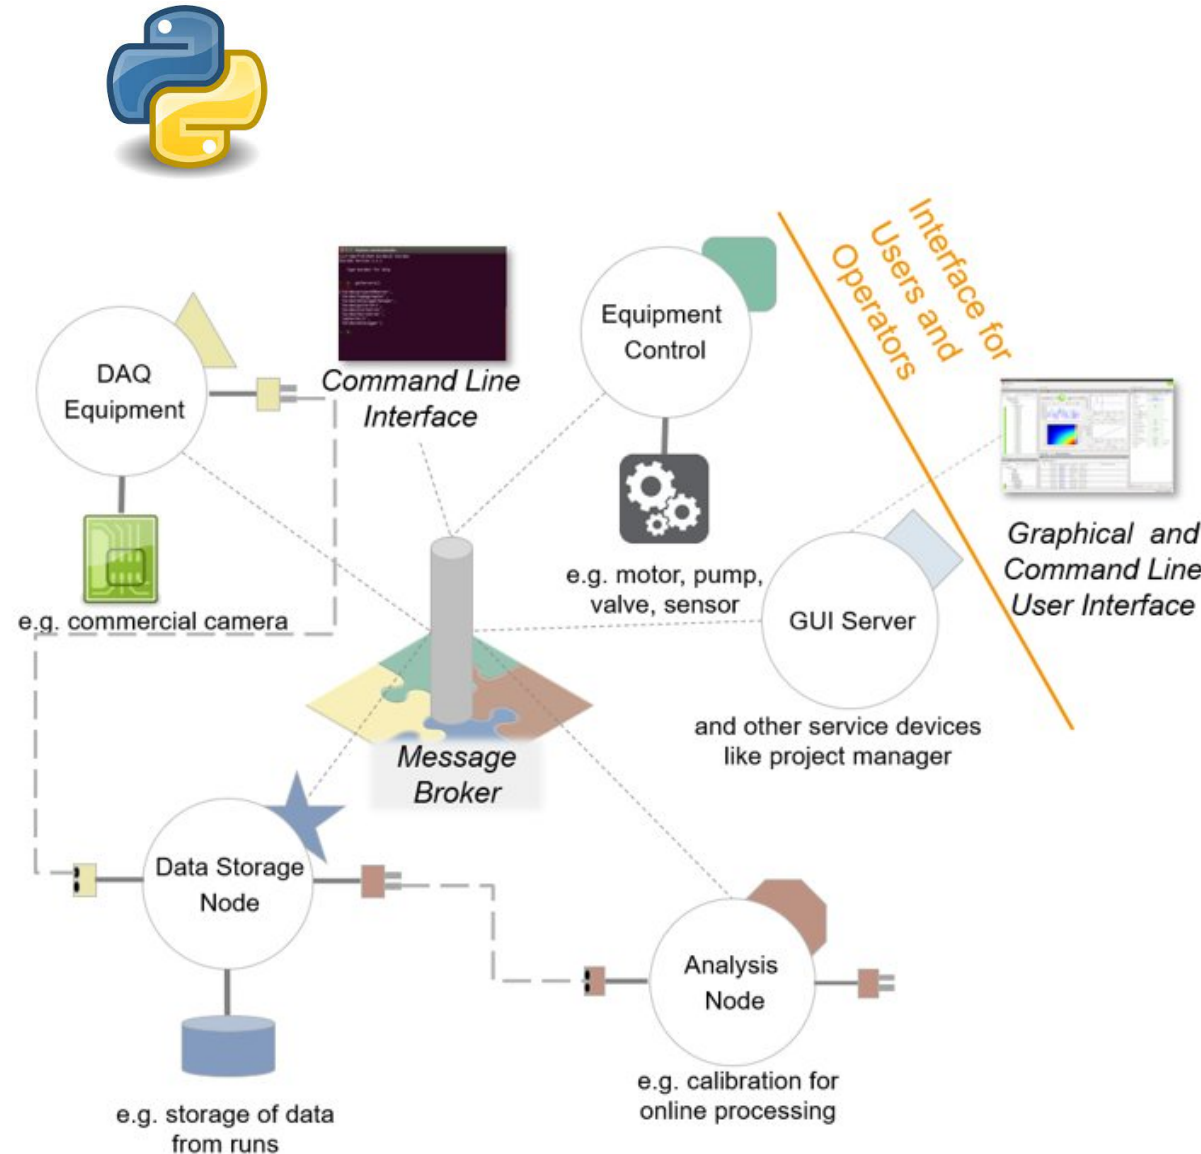 Interface for
Users and
Operators
Command Line
Interface
Equipment
Control
DAQ
Equipment
e.g. commercial camera
e.g. motor, pump,
valve, sensor
Graphical and
Command Line
User Interface
GUI Server
and other service devices
like project manager
Message
Broker
Data Storage
Node
e.g. storage of data
from runs
Analysis
Node
e.g. calibration for
online processing